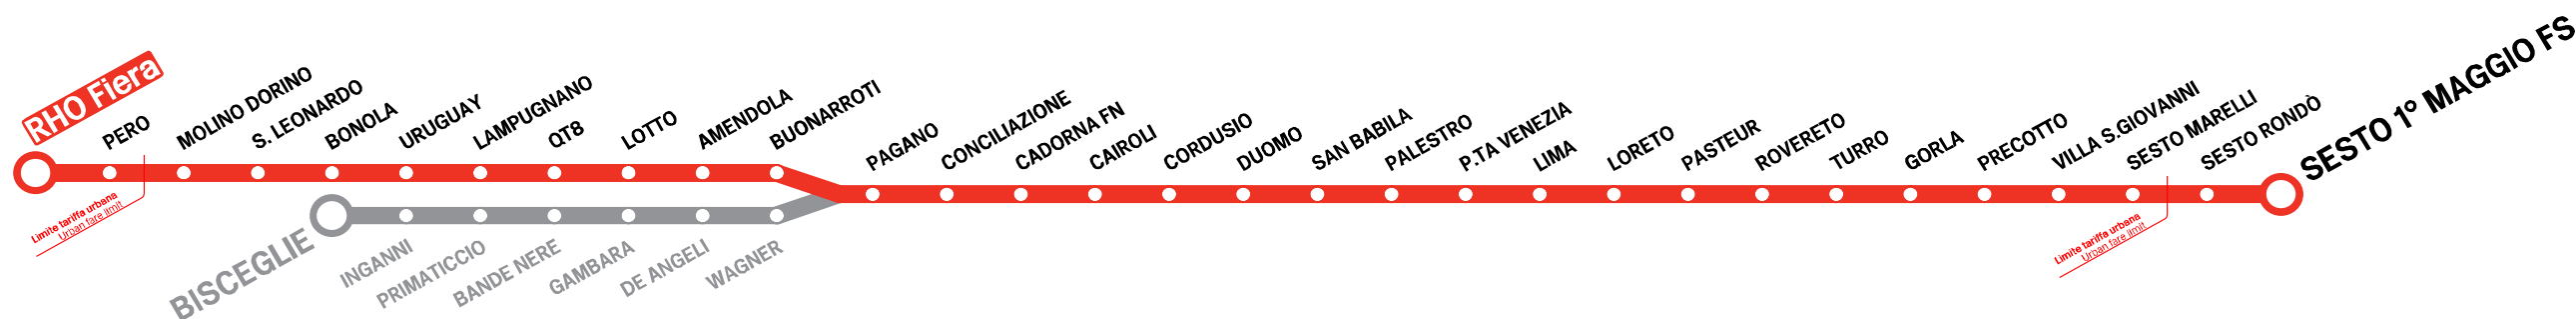 RHO Fiera
PERO
MOLINO DORINO
S. LEONARDO
BONOLA
URUGUAY
LAMPUGNANO
QT8
LOTTO
AMENDOLA
BUONARROTI
PAGANO
CONCILIAZIONE
CADORNA FN
CAIROLI
CORDUSIO
DUOMO
SAN BABILA
PALESTRO
P.TA VENEZIA
LIMA
LORETO
PASTEUR
ROVERETO
TURRO
GORLA
PRECOTTO
VILLA S.GIOVANNI
SESTO MARELLI
SESTO RONDÒ
SESTO 1° MAGGIO FS
Limite tariffa urbana
Urban fare limit
BISCEGLIE
INGANNI
PRIMATICCIO
BANDE NERE
GAMBARA
DE ANGELI
WAGNER
Limite tariffa urbana
Urban fare limit